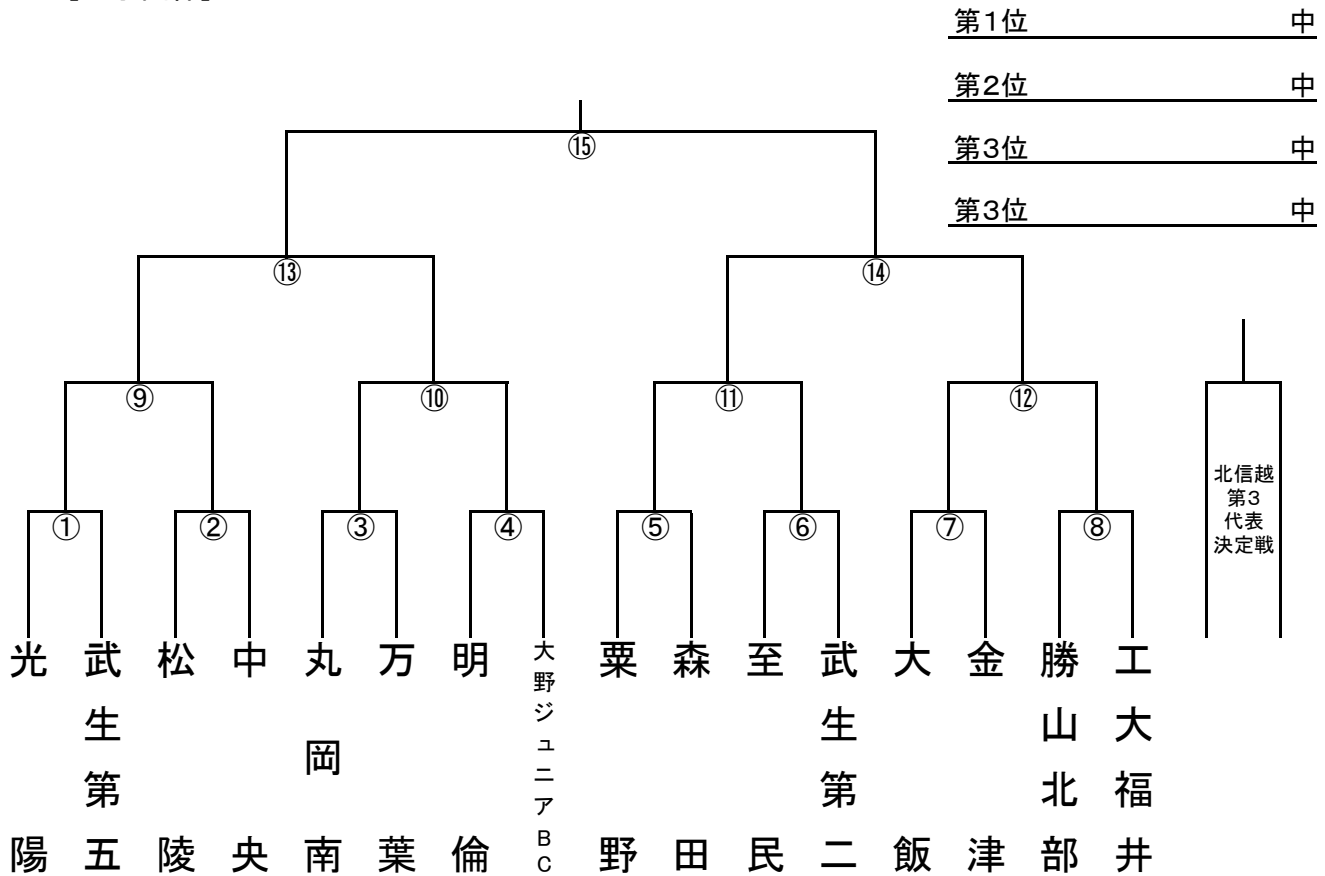 第1位 中
第2位 中
第3位 中
第3位 中
⑮
⑬ ⑭
⑨ ⑩ ⑪ ⑫
① ② ③ ④ ⑤ ⑥ ⑦ ⑧
北信越
第3
代表
決定戦
光陽
武生第五
松陵
中央
丸岡南
万葉
明倫
大野ジュニアBC
粟野
森田
至民
武生第二
大飯
金津
勝山北部
工大福井